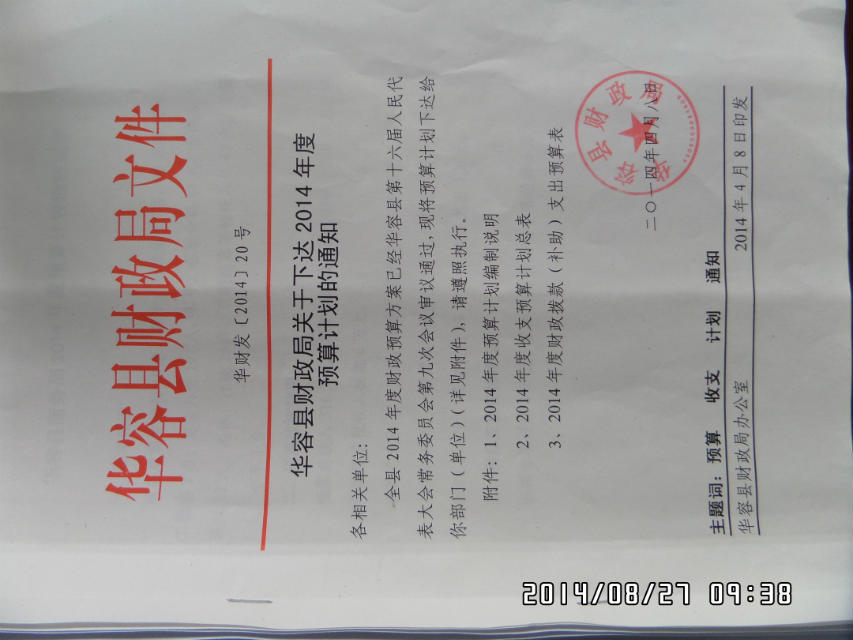 华容县财政局文件
华财发〔2014〕20号
华容县财政局关于下达2014年度
预算计划的通知
各相关单位：
全县2014年度财政预算方案已经华容县第十六届人民代
表大会常务委员会第九次会议审议通过，现将预算计划下达给
你部门（单位）（详见附件），请遵照执行。
附件：1、2014年度预算计划编制说明
2、2014年度收支预算计划总表
3、2014年度财政拨款（补助）支出预算表
华容县财政局
二〇一四年四月八日
主题词：预算 收支 计划 通知
华容县财政局办公室 2014年4月8日印发
2014/08/27 09:38